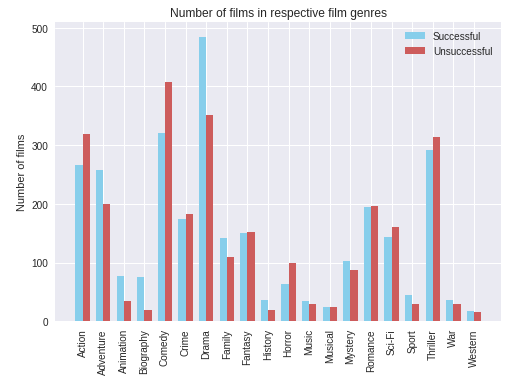 Number of films in respective film genres
Successful
Unsuccessful
Number of films
500
400
300
200
100
0
Action
Adventure
Animation
Biography
Comedy
Crime
Drama
Family
Fantasy
History
Horror
Music
Musical
Mystery
Romance
Sci-Fi
Sport
Thriller
War
Western